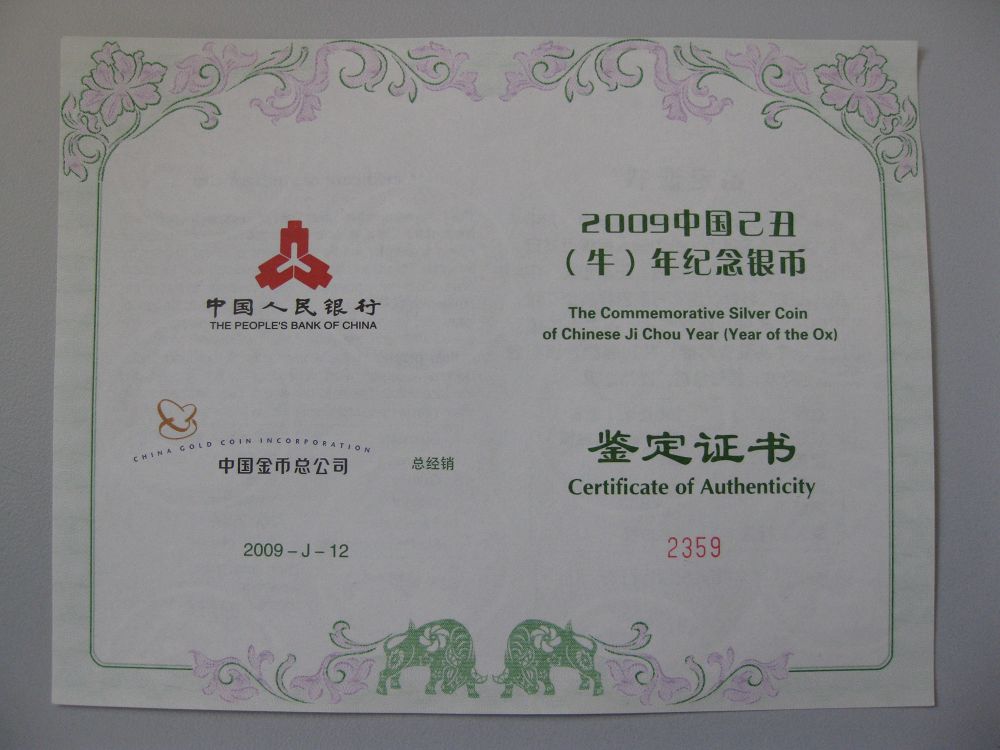 中国人民银行
THE PEOPLE'S BANK OF CHINA
CHINA GOLD COIN INCORPORATION
中国金币总公司 总经销
2009－J－12
2009中国己丑
（牛）年纪念银币
The Commemorative Silver Coin
of Chinese Ji Chou Year (Year of the Ox)
鉴定证书
Certificate of Authenticity
2359